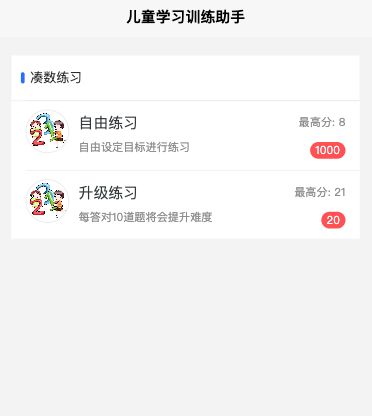 儿童学习训练助手
凑数练习
自由练习
最高分: 8
自由设定目标进行练习
1000
升级练习
最高分: 21
每答对10道题将会提升难度
20